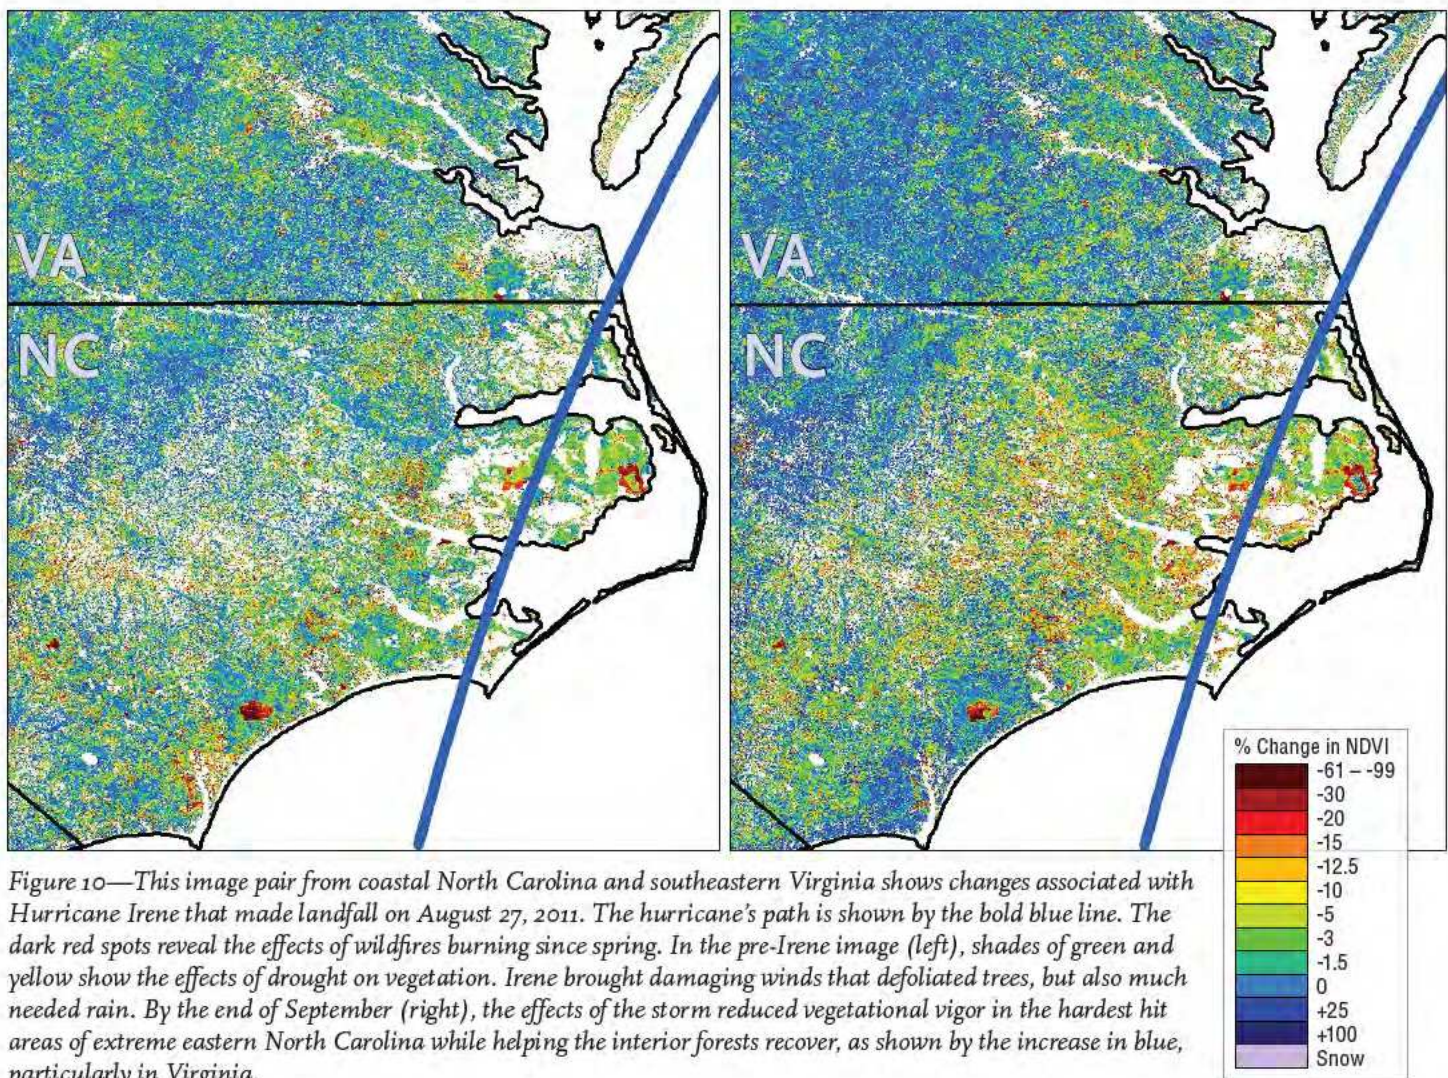 VA
NC
VA
NC
% Change in NDVI
-61 – -99
-30
-20
-15
-12.5
-10
-5
-3
-1.5
0
+25
+100
Snow
Figure 10—This image pair from coastal North Carolina and southeastern Virginia shows changes associated with
Hurricane Irene that made landfall on August 27, 2011. The hurricane's path is shown by the bold blue line. The
dark red spots reveal the effects of wildfires burning since spring. In the pre-Irene image (left), shades of green and
yellow show the effects of drought on vegetation. Irene brought damaging winds that defoliated trees, but also much
needed rain. By the end of September (right), the effects of the storm reduced vegetational vigor in the hardest hit
areas of extreme eastern North Carolina while helping the interior forests recover, as shown by the increase in blue,
particularly in Virginia.